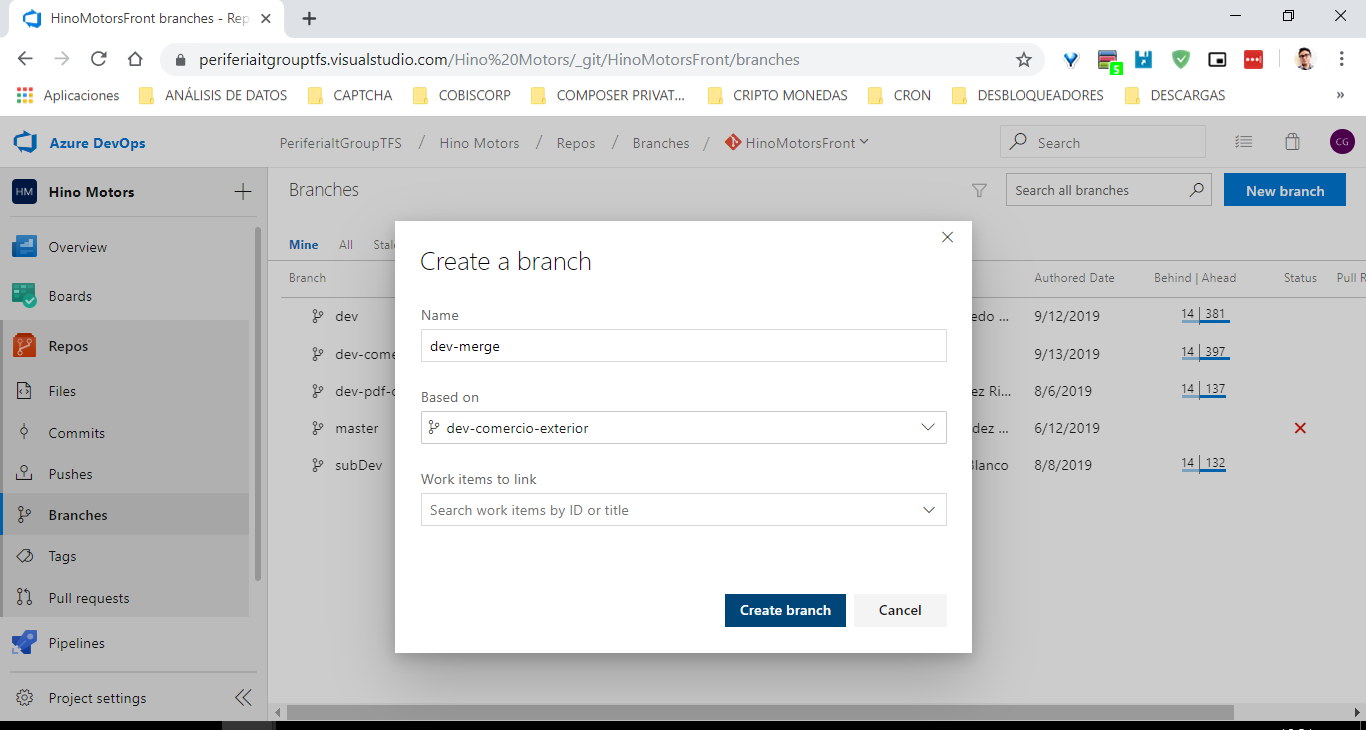 HinoMotorsFront branches - Rep
periferiaitgrouptfs.visualstudio.com/Hino%20Motors/_git/HinoMotorsFront/branches
5
Aplicaciones ANÁLISIS DE DATOS CAPTCHA COBISCORP COMPOSER PRIVAT... CRIPTO MONEDAS CRON DESBLOQUEADORES DESCARGAS »
Azure DevOps PeriferiaItGroupTFS / Hino Motors / Repos / Branches / HinoMotorsFront Search CG
HM Hino Motors
Branches Search all branches New branch
Overview
Boards
Repos
Files
Commits
Pushes
Branches
Tags
Pull requests
Pipelines
Project settings
Mine All
Branch Authored Date Behind | Ahead Status Pull R
dev edo ... 9/12/2019 14 381
dev-come 9/13/2019 14 397
dev-pdf- ez Ri... 8/6/2019 14 137
master dez ... 6/12/2019
subDev Blanco 8/8/2019 14 132
Create a branch
Name
dev-merge
Based on
dev-comercio-exterior
Work items to link
Search work items by ID or title
Create branch Cancel